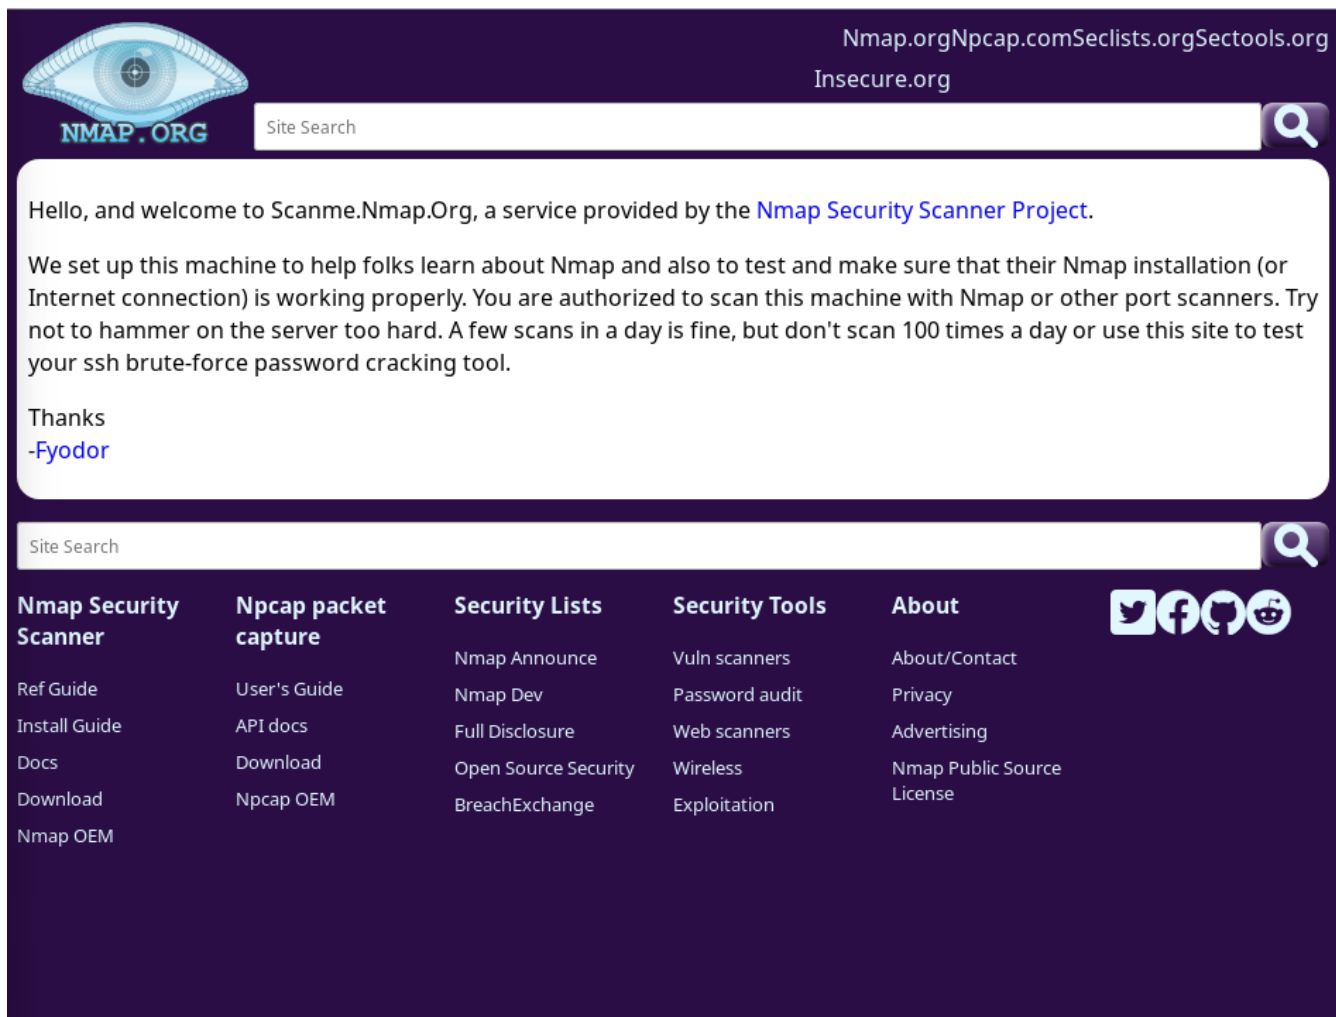 Nmap.org Npcap.com Seclists.org Sectools.org
Insecure.org
NMAP.ORG
Site Search
Hello, and welcome to Scanme.Nmap.Org, a service provided by the Nmap Security Scanner Project.
We set up this machine to help folks learn about Nmap and also to test and make sure that their Nmap installation (or
Internet connection) is working properly. You are authorized to scan this machine with Nmap or other port scanners. Try
not to hammer on the server too hard. A few scans in a day is fine, but don't scan 100 times a day or use this site to test
your ssh brute-force password cracking tool.
Thanks
-Fyodor
Site Search
Nmap Security
Scanner
Ref Guide
Install Guide
Docs
Download
Nmap OEM
Npcap packet
capture
User's Guide
API docs
Download
Npcap OEM
Security Lists
Nmap Announce
Nmap Dev
Full Disclosure
Open Source Security
BreachExchange
Security Tools
Vuln scanners
Password audit
Web scanners
Wireless
Exploitation
About
About/Contact
Privacy
Advertising
Nmap Public Source
License